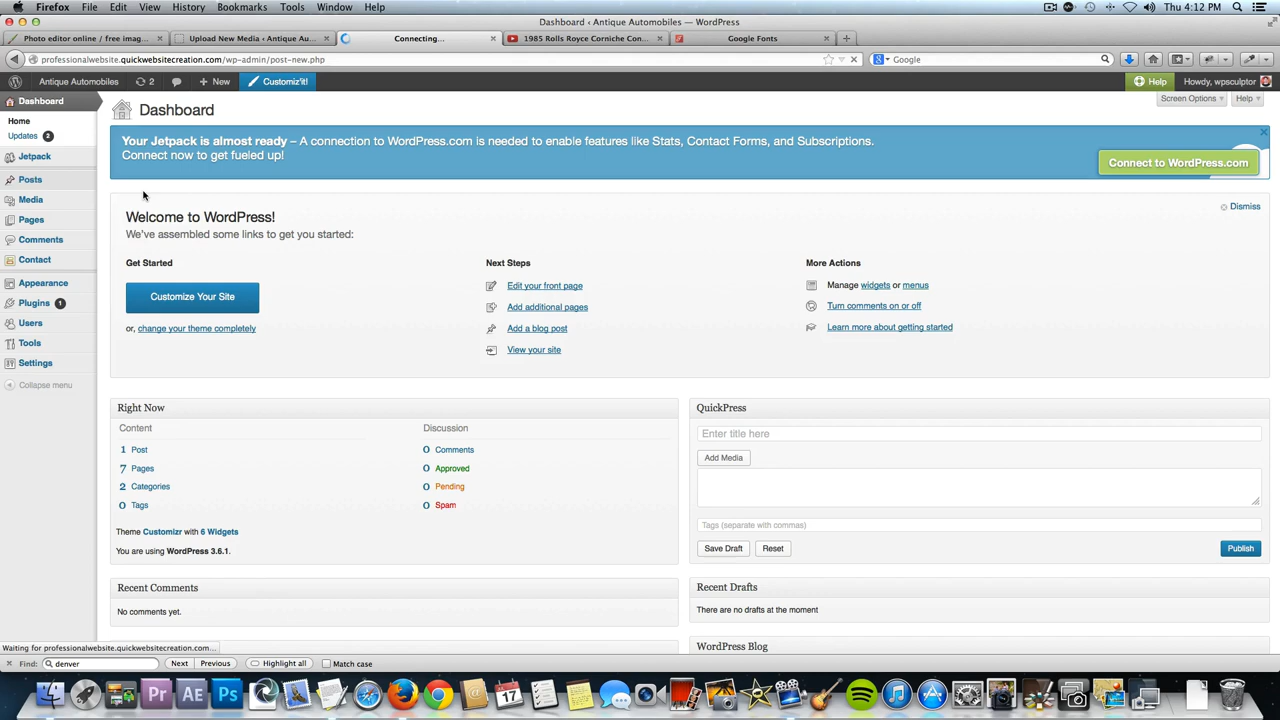 Firefox File Edit View History Bookmarks Tools Window Help
Thu 4:12 PM
Dashboard ‹ Antique Automobiles — WordPress
Photo editor online / free imag...
Upload New Media ‹ Antique Au...
Connecting...
1985 Rolls Royce Corniche Con...
Google Fonts
professionalwebsite.quickwebsitecreation.com/wp-admin/post-new.php
Google
Antique Automobiles
2
New
Customiz'it!
Help
Howdy, wpsculptor
Dashboard
Home
Updates 2
Jetpack
Posts
Media
Pages
Comments
Contact
Appearance
Plugins 1
Users
Tools
Settings
Collapse menu
Dashboard
Screen Options
Help
Your Jetpack is almost ready – A connection to WordPress.com is needed to enable features like Stats, Contact Forms, and Subscriptions.
Connect now to get fueled up!
Connect to WordPress.com
Welcome to WordPress!
Dismiss
We've assembled some links to get you started:
Get Started
Customize Your Site
or, change your theme completely
Next Steps
Edit your front page
Add additional pages
Add a blog post
View your site
More Actions
Manage widgets or menus
Turn comments on or off
Learn more about getting started
Right Now
Content
1 Post
7 Pages
2 Categories
0 Tags
Discussion
0 Comments
0 Approved
0 Pending
0 Spam
Theme Customizr with 6 Widgets
You are using WordPress 3.6.1.
QuickPress
Enter title here
Add Media
Tags (separate with commas)
Save Draft
Reset
Publish
Recent Comments
No comments yet.
Recent Drafts
There are no drafts at the moment
WordPress Blog
Waiting for professionalwebsite.quickwebsitecreation.com...
Find: denver
Next
Previous
Highlight all
Match case
Pr
Ae
Ps
17